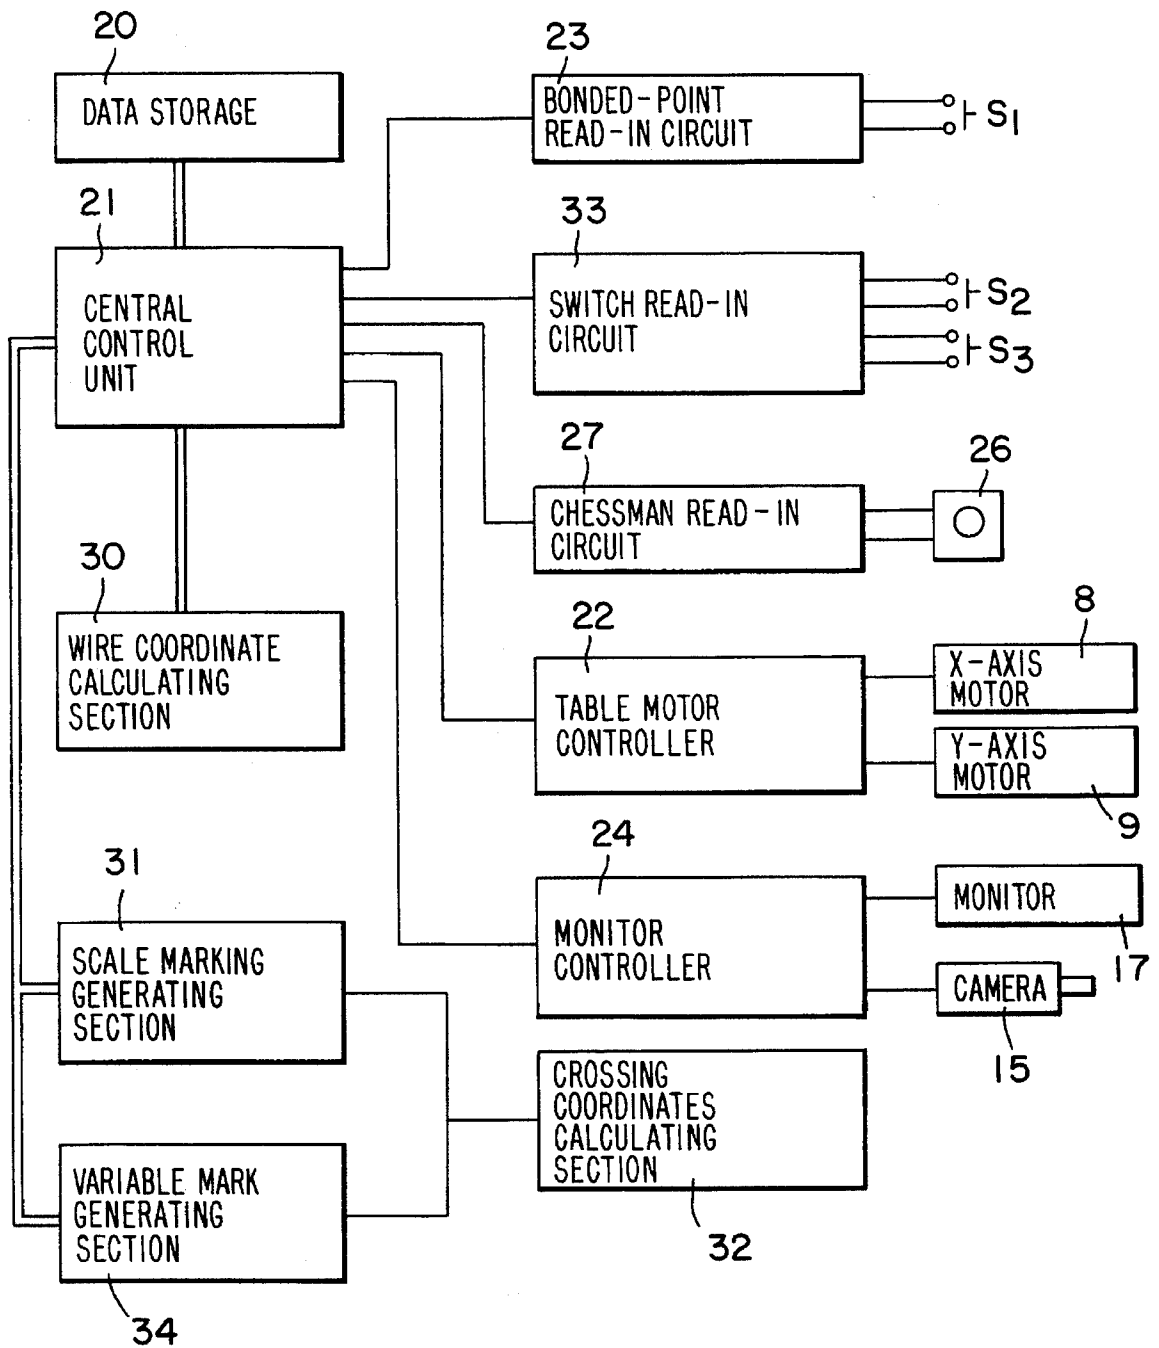 20
DATA STORAGE
23
BONDED-POINT
READ-IN CIRCUIT
S1
21
CENTRAL
CONTROL
UNIT
33
SWITCH READ-IN
CIRCUIT
S2
S3
27
CHESSMAN READ-IN
CIRCUIT
26
30
WIRE COORDINATE
CALCULATING
SECTION
22
TABLE MOTOR
CONTROLLER
8
X-AXIS
MOTOR
Y-AXIS
MOTOR
9
24
MONITOR
CONTROLLER
MONITOR
17
CAMERA
15
31
SCALE MARKING
GENERATING
SECTION
CROSSING
COORDINATES
CALCULATING
SECTION
32
VARIABLE MARK
GENERATING
SECTION
34